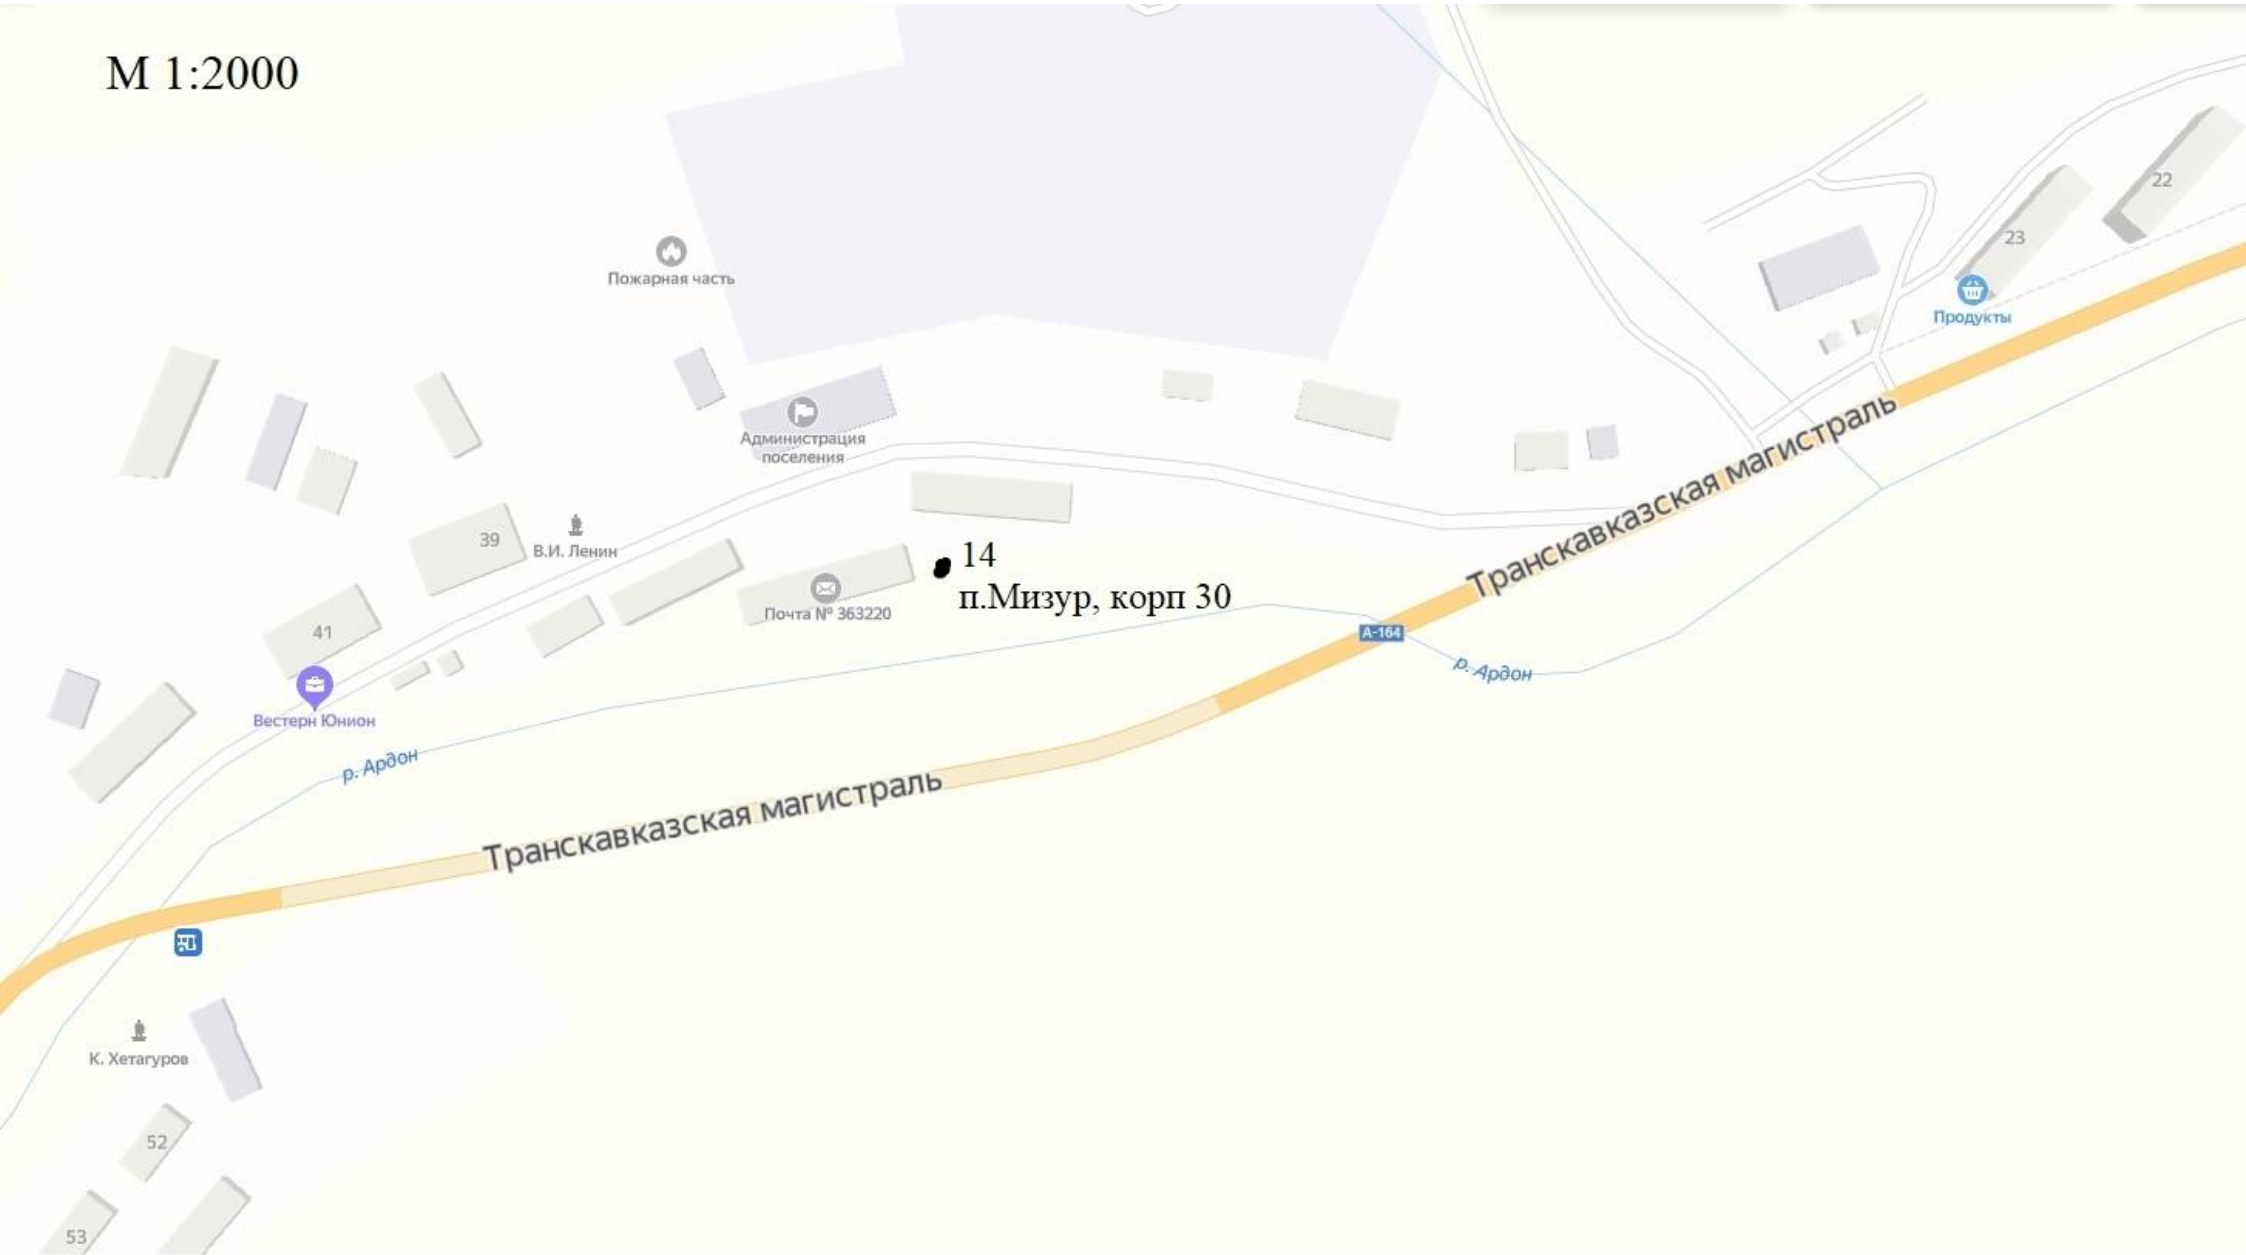 М 1:2000
22
23
Пожарная часть
Продукты
Администрация
поселения
Транскавказская магистраль
39
В.И. Ленин
14
п.Мизур, корп 30
Почта № 363220
41
А-164
р. Ардон
Вестерн Юнион
р. Ардон
Транскавказская магистраль
К. Хетагуров
52
53